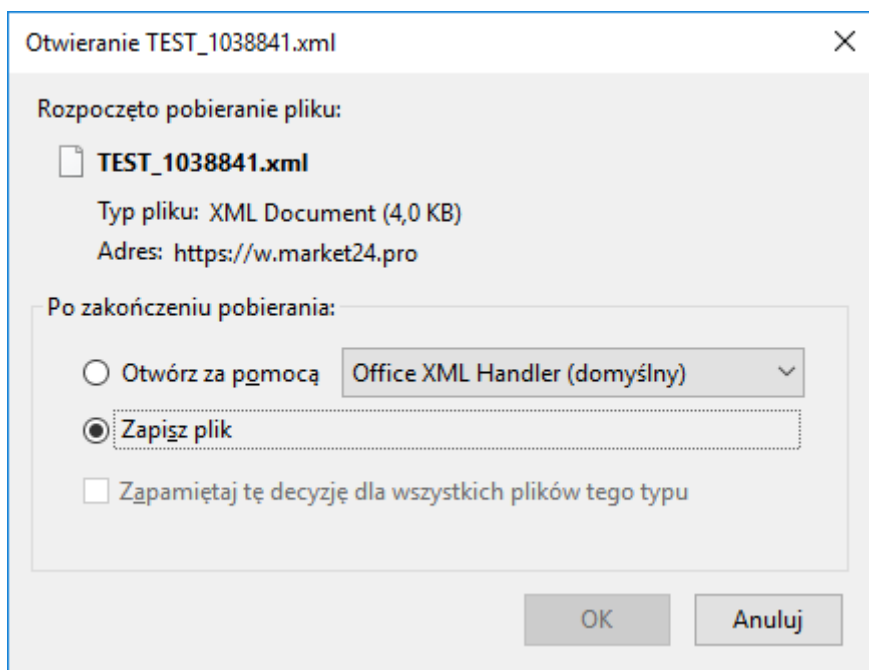 Otwieranie TEST_1038841.xml
Rozpoczęto pobieranie pliku:
TEST_1038841.xml
Typ pliku: XML Document (4,0 KB)
Adres: https://w.market24.pro
Po zakończeniu pobierania:
Otwórz za pomocą Office XML Handler (domyślny)
Zapisz plik
Zapamiętaj tę decyzję dla wszystkich plików tego typu
OK Anuluj